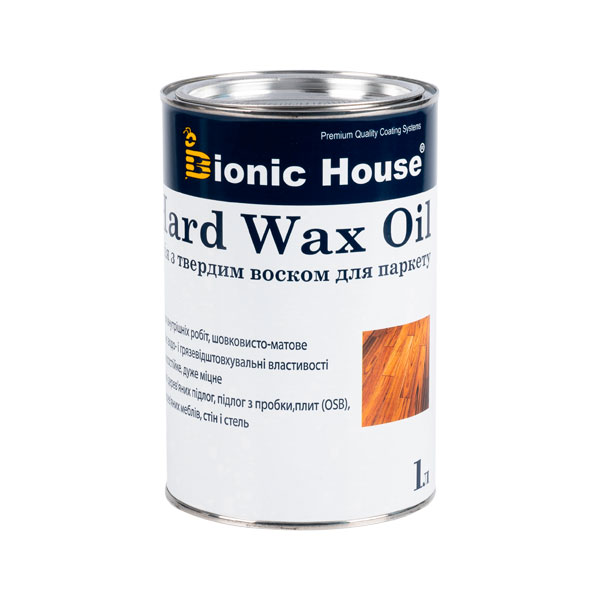 Premium Quality Coating Systems
Bionic House®
Hard Wax Oil
з твердим воском для паркету
робіт, шовковисто-матове
і грязевідштовхувальні властивості
дуже міцне
підлог, підлог з пробки,плит (OSB),
меблів, стін і стель
1л